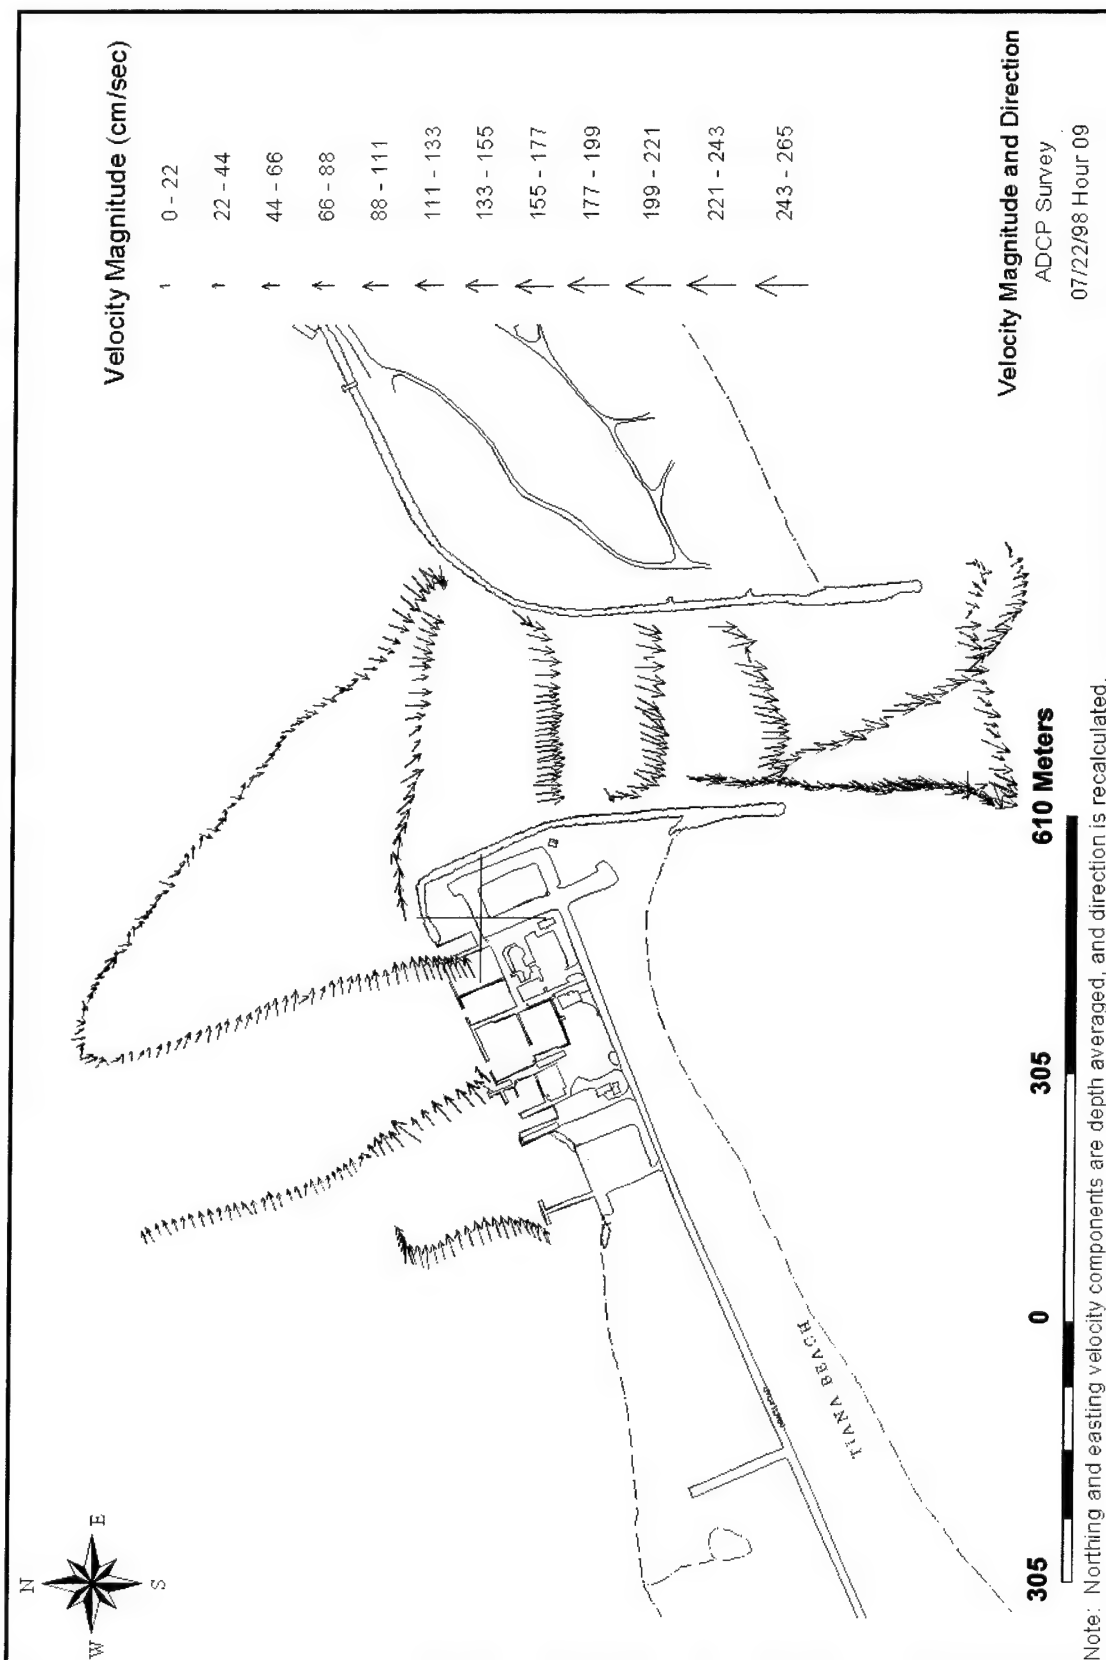 Velocity Magnitude (cm/sec)
0 - 22
22 - 44
44 - 66
66 - 88
88 - 111
111 - 133
133 - 155
155 - 177
177 - 199
199 - 221
221 - 243
243 - 265
N
W
E
S
TIANA BEACH
Velocity Magnitude and Direction
ADCP Survey
07/22/98 Hour 09
305
0
305
610 Meters
Note: Northing and easting velocity components are depth averaged, and direction is recalculated.